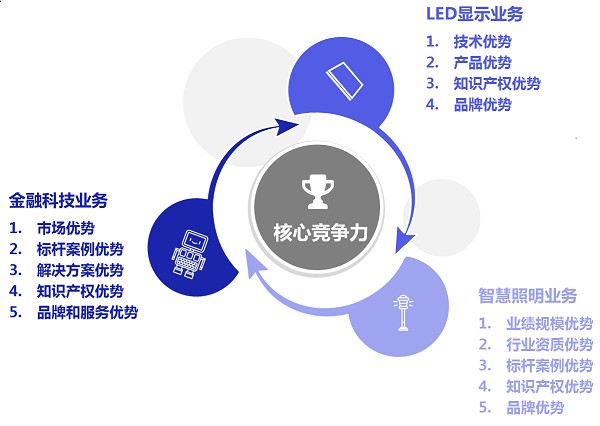 LED显示业务
1. 技术优势
2. 产品优势
3. 知识产权优势
4. 品牌优势
金融科技业务
1. 市场优势
2. 标杆案例优势
3. 解决方案优势
4. 知识产权优势
5. 品牌和服务优势
核心竞争力
智慧照明业务
1. 业绩规模优势
2. 行业资质优势
3. 标杆案例优势
4. 知识产权优势
5. 品牌优势